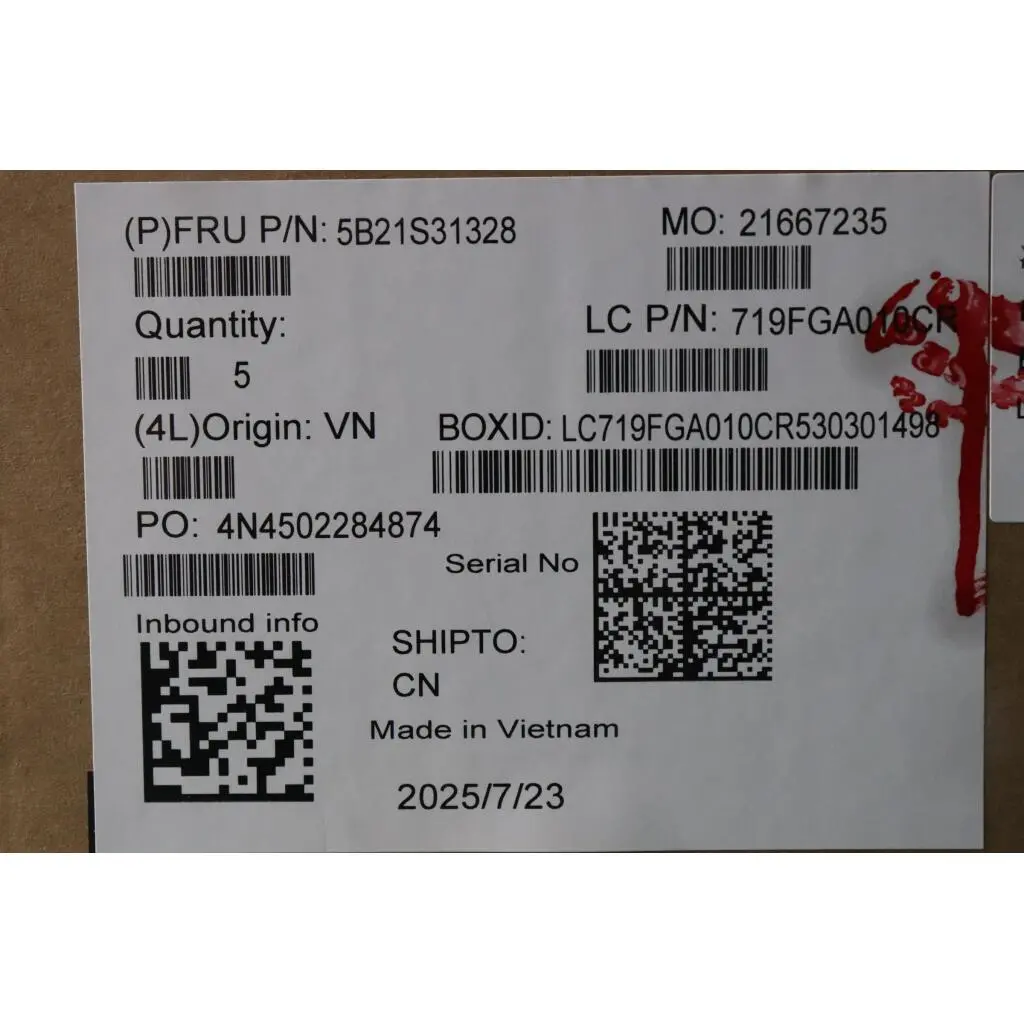 (P)FRU P/N: 5B21S31328
MO: 21667235
Quantity:
5
LC P/N: 719FGA010CR
(4L)Origin: VN
BOXID: LC719FGA010CR530301498
PO: 4N4502284874
Serial No
Inbound info
SHIPTO:
CN
Made in Vietnam
2025/7/23